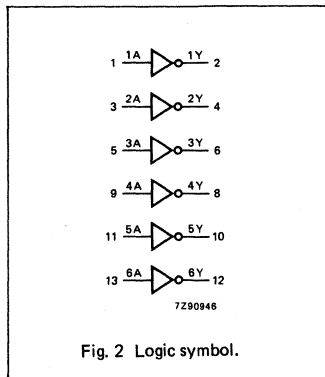 1 1A 1Y 2
3 2A 2Y 4
5 3A 3Y 6
9 4A 4Y 8
11 5A 5Y 10
13 6A 6Y 12
7Z90946
Fig. 2 Logic symbol.